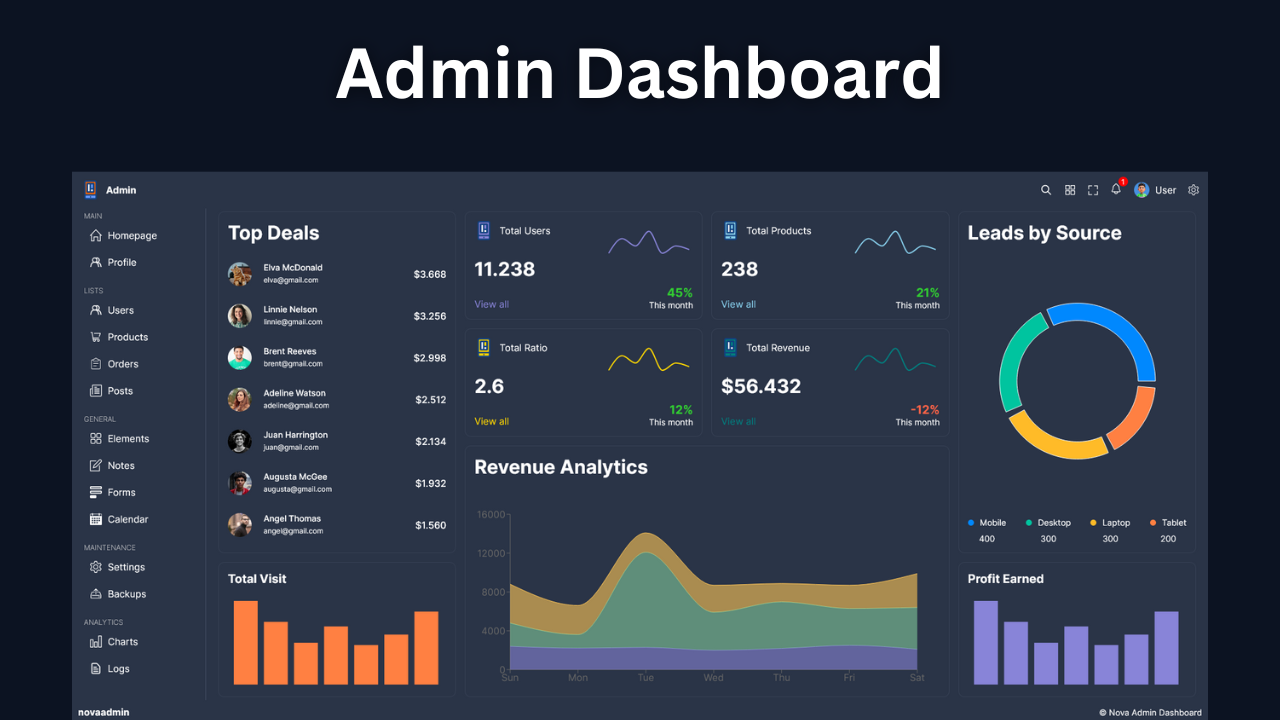 Admin Dashboard
Admin
1
User
MAIN
Homepage
Profile
LISTS
Users
Products
Orders
Posts
GENERAL
Elements
Notes
Forms
Calendar
MAINTENANCE
Settings
Backups
ANALYTICS
Charts
Logs
Top Deals
Elva McDonald
elva@gmail.com
$3.668
Linnie Nelson
linnie@gmail.com
$3.256
Brent Reeves
brent@gmail.com
$2.998
Adeline Watson
adeline@gmail.com
$2.512
Juan Harrington
juan@gmail.com
$2.134
Augusta McGee
augusta@gmail.com
$1.932
Angel Thomas
angel@gmail.com
$1.560
Total Visit
Total Users
11.238
View all
45%
This month
Total Products
238
View all
21%
This month
Total Ratio
2.6
View all
12%
This month
Total Revenue
$56.432
View all
-12%
This month
Revenue Analytics
16000
12000
8000
4000
0
Sun Mon Tue Wed Thu Fri Sat
Leads by Source
Mobile Desktop Laptop Tablet
400 300 300 200
Profit Earned
novaadmin
© Nova Admin Dashboard